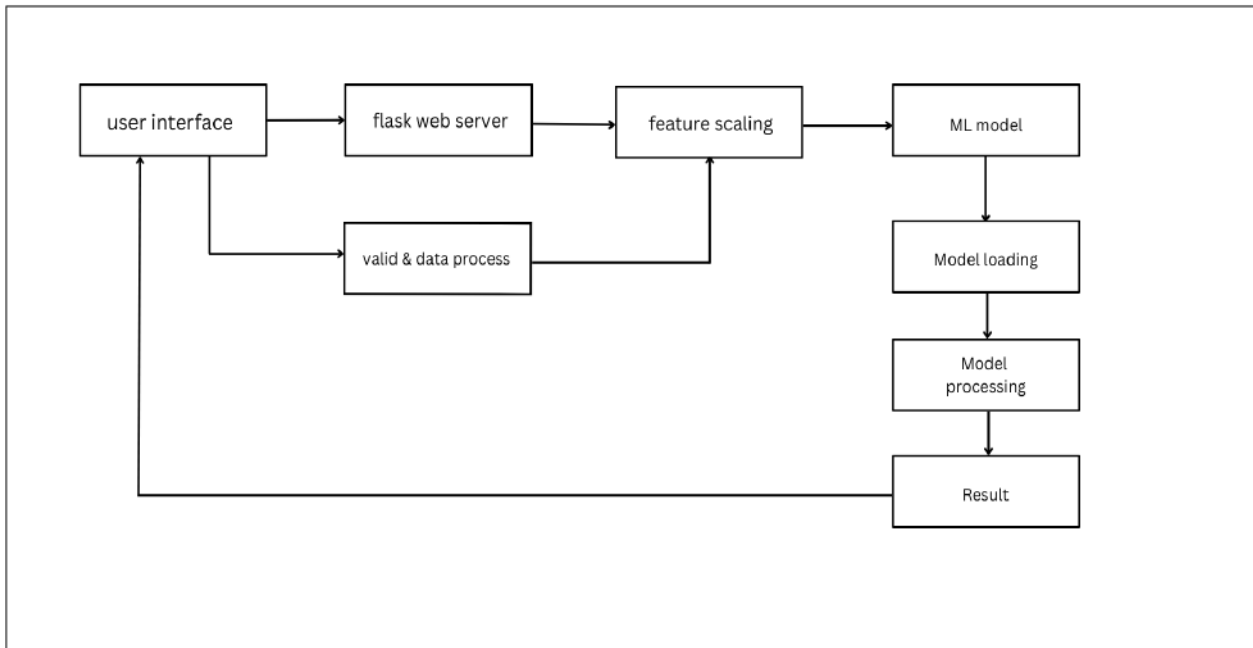 user interface
flask web server
feature scaling
ML model
valid & data process
Model loading
Model
processing
Result